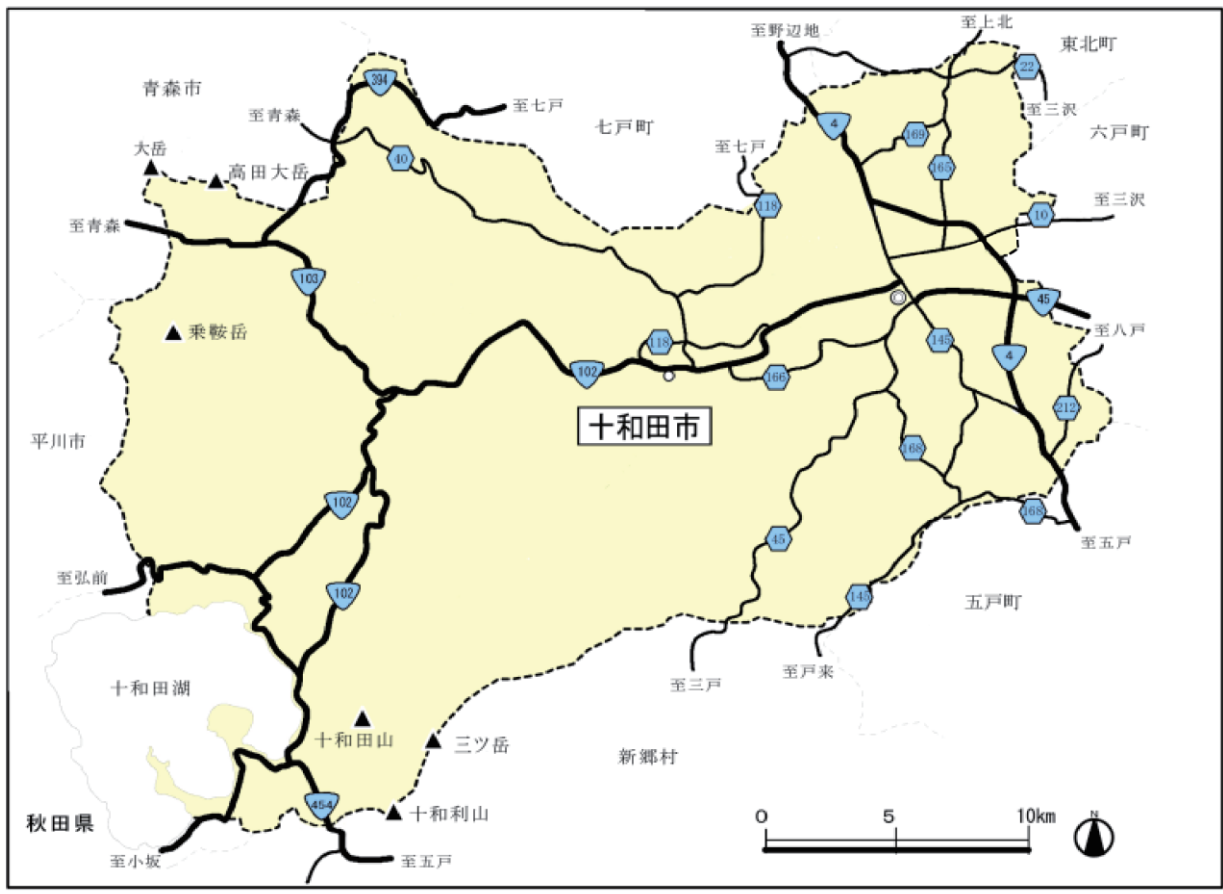 至野辺地
至上北
東北町
22
394
青森市
至青森
至七戸
七戸町
4
至三沢
169
六戸町
大岳
高田大岳
40
至七戸
165
118
至三沢
10
至青森
103
45
乗鞍岳
118
145
至八戸
4
102
166
212
十和田市
平川市
168
102
168
45
至五戸
至弘前
102
145
五戸町
至戸来
至三戸
十和田湖
十和田山
三ツ岳
新郷村
454
十和利山
0
5
10km
N
秋田県
至小坂
至五戸